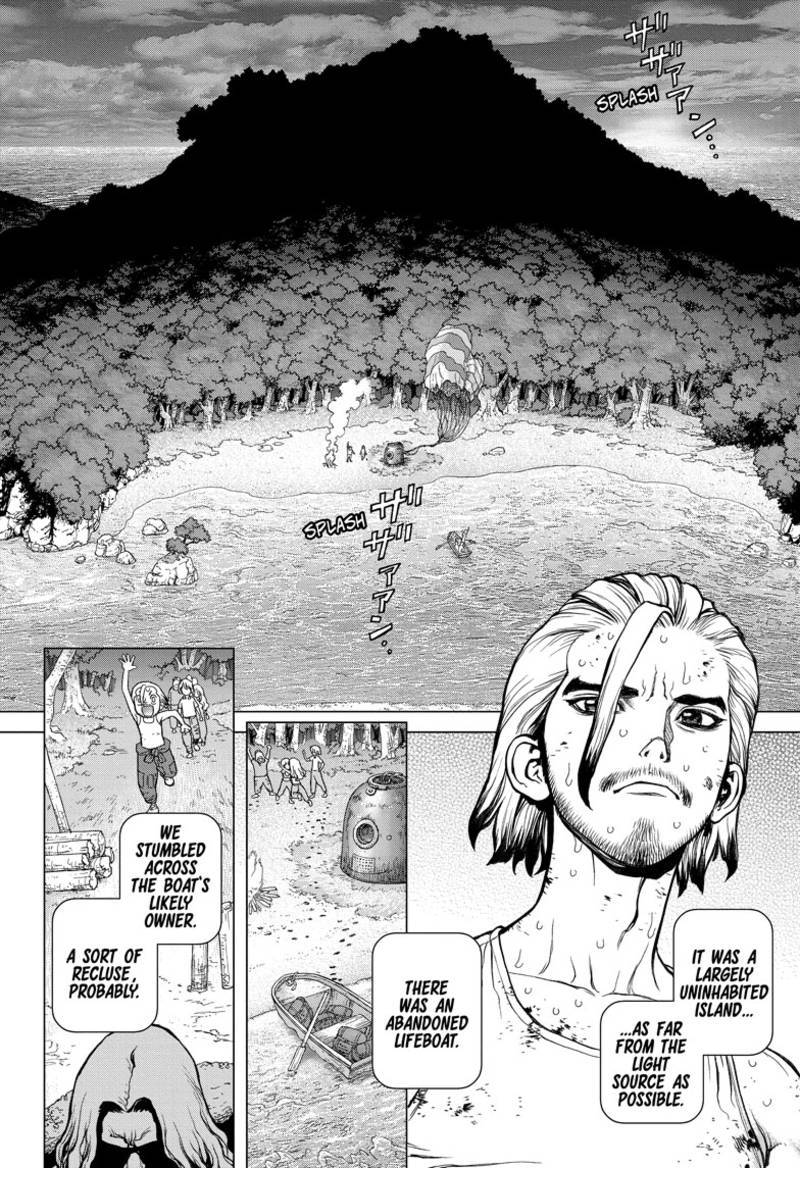 ザザァァン...
SPLASH
ザザァァン...
SPLASH
IT WAS A
LARGELY
UNINHABITED
ISLAND...
...AS FAR
FROM THE
LIGHT
SOURCE AS
POSSIBLE.
THERE
WAS AN
ABANDONED
LIFEBOAT.
WE
STUMBLED
ACROSS
THE BOAT'S
LIKELY
OWNER.
A SORT OF
RECLUSE,
PROBABLY.